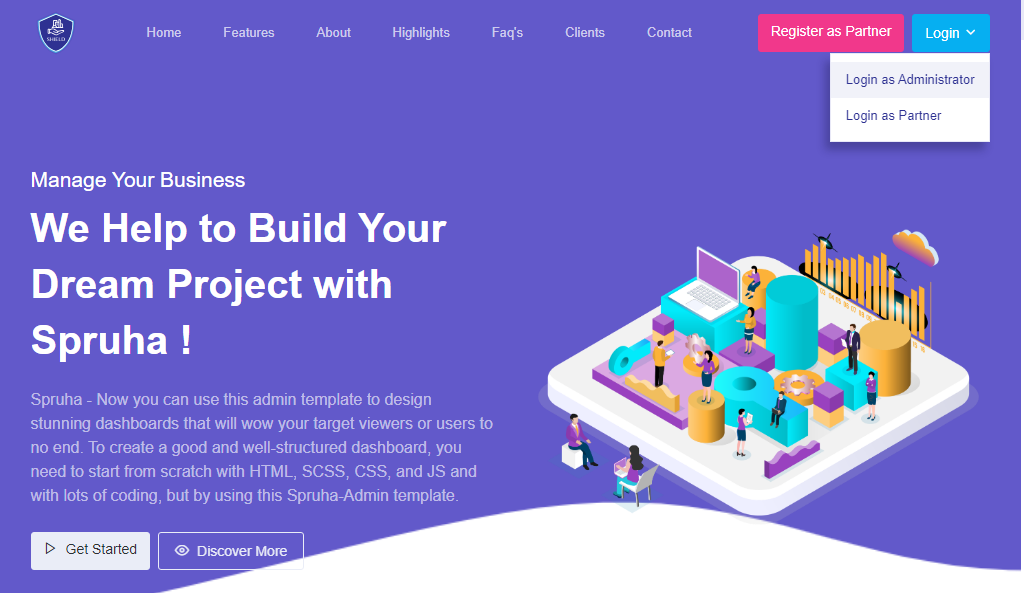 SHIELD
Home
Features
About
Highlights
Faq's
Clients
Contact
Register as Partner
Login
Login as Administrator
Login as Partner
Manage Your Business
We Help to Build Your
Dream Project with
Spruha !
Spruha - Now you can use this admin template to design
stunning dashboards that will wow your target viewers or users to
no end. To create a good and well-structured dashboard, you
need to start from scratch with HTML, SCSS, CSS, and JS and
with lots of coding, but by using this Spruha-Admin template.
Get Started
Discover More